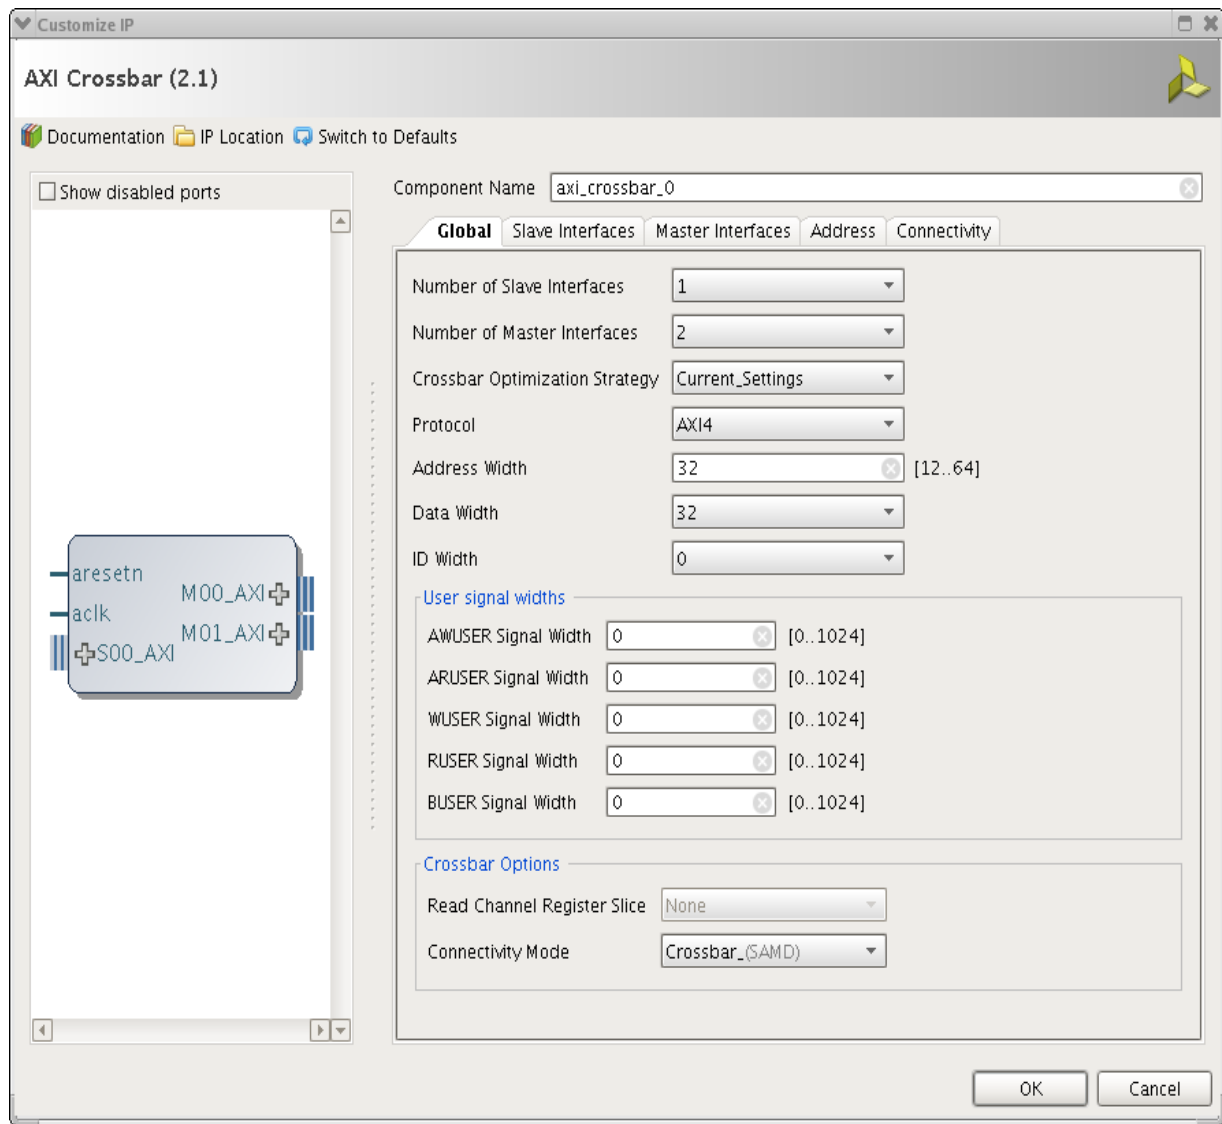 Customize IP
AXI Crossbar (2.1)
Documentation IP Location Switch to Defaults
Show disabled ports
aresetn
aclk
S00_AXI
M00_AXI
M01_AXI
Component Name axi_crossbar_0
Global Slave Interfaces Master Interfaces Address Connectivity
Number of Slave Interfaces 1
Number of Master Interfaces 2
Crossbar Optimization Strategy Current_Settings
Protocol AXI4
Address Width 32 [12..64]
Data Width 32
ID Width 0
User signal widths
AWUSER Signal Width 0 [0..1024]
ARUSER Signal Width 0 [0..1024]
WUSER Signal Width 0 [0..1024]
RUSER Signal Width 0 [0..1024]
BUSER Signal Width 0 [0..1024]
Crossbar Options
Read Channel Register Slice None
Connectivity Mode Crossbar_(SAMD)
OK Cancel